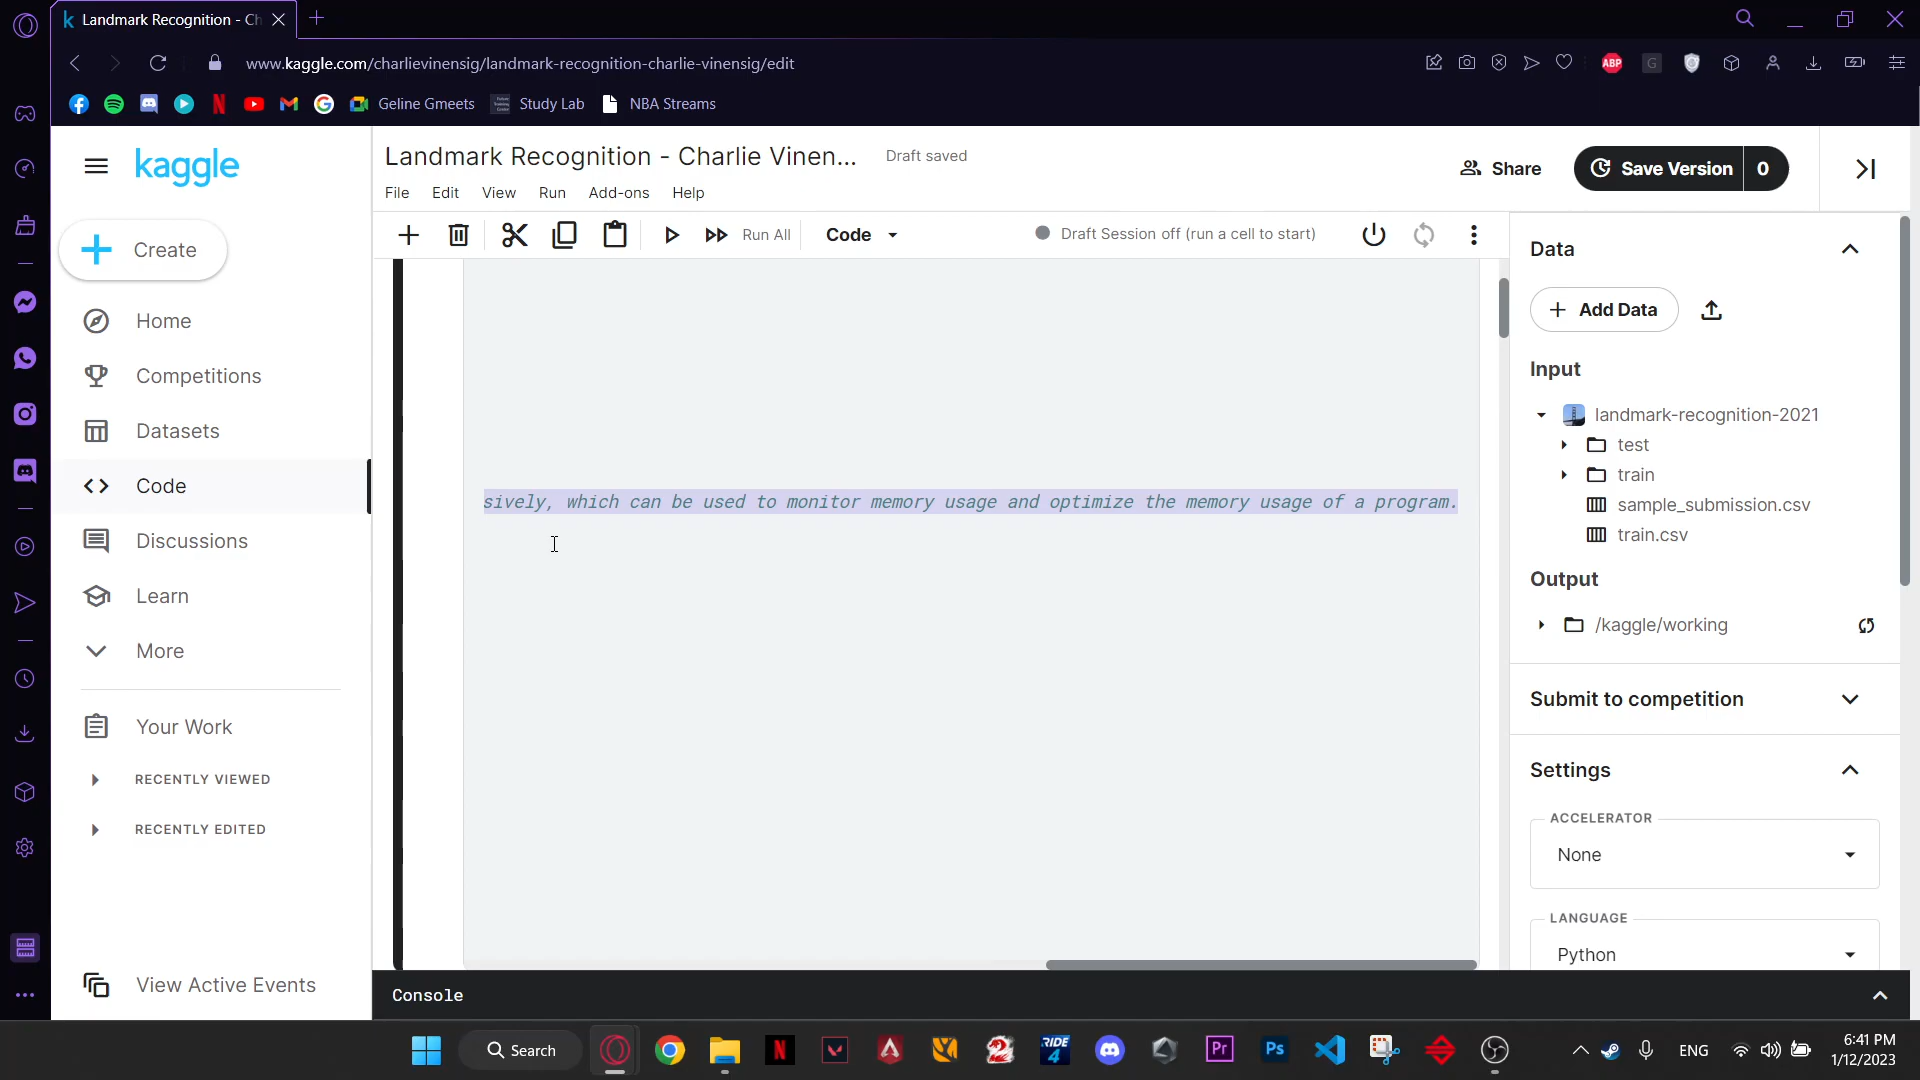 Landmark Recognition - Ch
www.kaggle.com/charlievinensig/landmark-recognition-charlie-vinensig/edit
ABP
G
Geline Gmeets
Study Lab
NBA Streams
kaggle
Landmark Recognition - Charlie Vinen...
Draft saved
File Edit View Run Add-ons Help
Share
Save Version 0
Create
Run All
Code
Draft Session off (run a cell to start)
Home
Competitions
Datasets
Code
Discussions
Learn
More
Your Work
RECENTLY VIEWED
RECENTLY EDITED
View Active Events
sively, which can be used to monitor memory usage and optimize the memory usage of a program.
Data
Add Data
Input
landmark-recognition-2021
test
train
sample_submission.csv
train.csv
Output
/kaggle/working
Submit to competition
Settings
ACCELERATOR
None
LANGUAGE
Python
Console
Search
RIDE
4
Pr
Ps
ENG
6:41 PM
1/12/2023